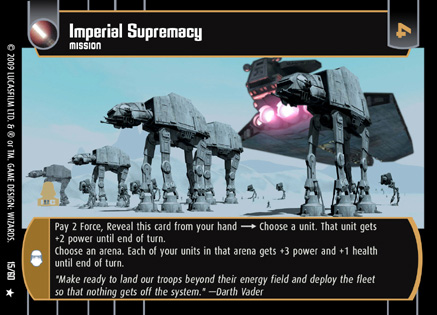 Imperial Supremacy
MISSION
4
Pay 2 Force, Reveal this card from your hand → Choose a unit. That unit gets
+2 power until end of turn.
Choose an arena. Each of your units in that arena gets +3 power and +1 health
until end of turn.
"Make ready to land our troops beyond their energy field and deploy the fleet
so that nothing gets off the system." —Darth Vader
© 2009 LUCASFILM LTD. & ® or TM. GAME DESIGN: WIZARDS.
15/60